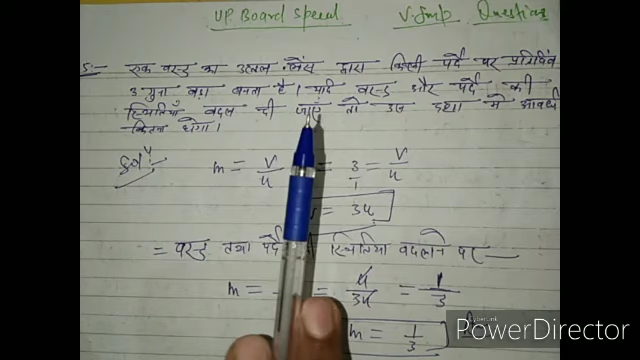 UP Board Special V.Imp Question
5:- एक वस्तु का उत्तल लेंस द्वारा किसी पर्दे पर प्रतिबिंब
3 गुना बड़ा बनता है। यदि वस्तु और पर्दे की
स्थितियाँ बदल दी जाएं तो उस दशा में आवर्धन
कितना होगा।
Solⁿ m = v/u = 3/1 = v/u
= 3u
= वस्तु तथा पर्दे स्थितियाँ बदलने पर —
m = = u/3u = 1/3
m = 1/3
CyberLink
PowerDirector